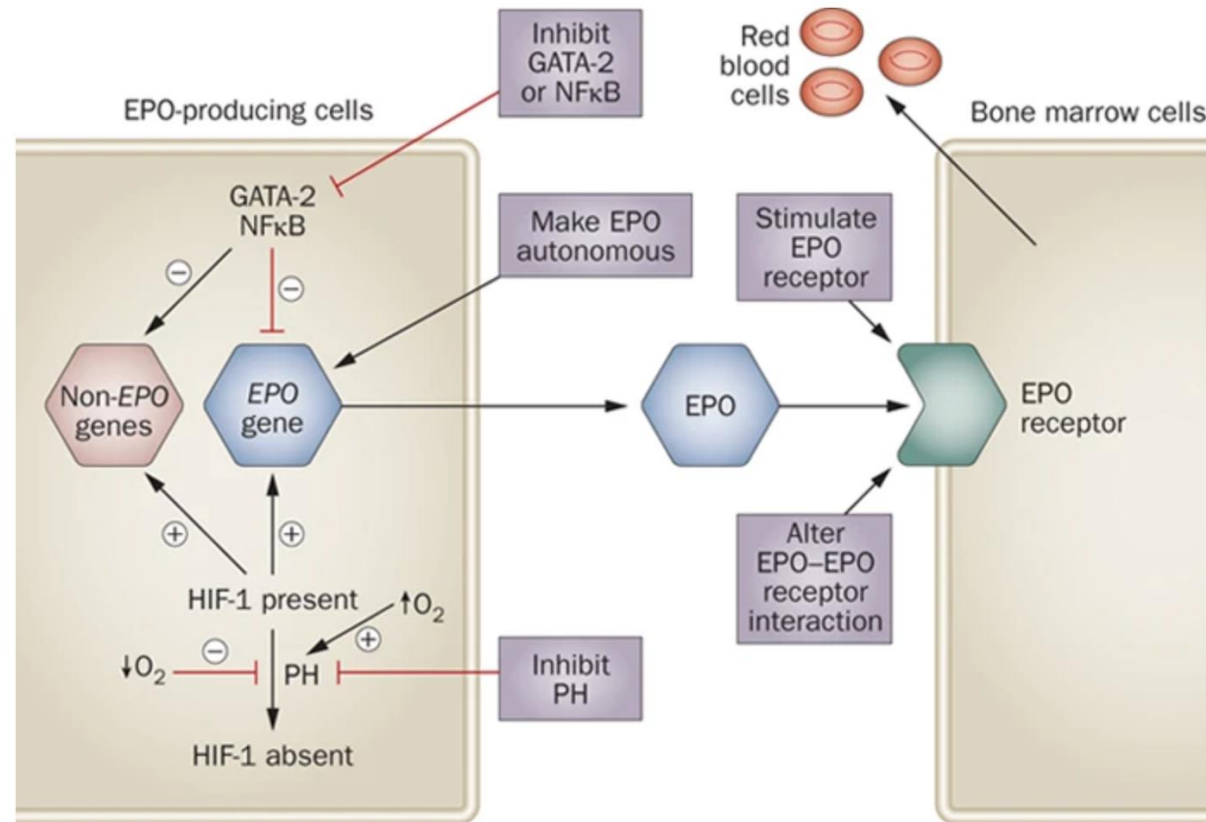 Inhibit
GATA-2
or NFκB
Red
blood
cells
EPO-producing cells
Bone marrow cells
GATA-2
NFκB
Make EPO
autonomous
Stimulate
EPO
receptor
−
−
Non-EPO
genes
EPO
gene
EPO
EPO
receptor
+
+
Alter
EPO–EPO
receptor
interaction
HIF-1 present
↑O₂
−
+
↓O₂
PH
Inhibit
PH
HIF-1 absent